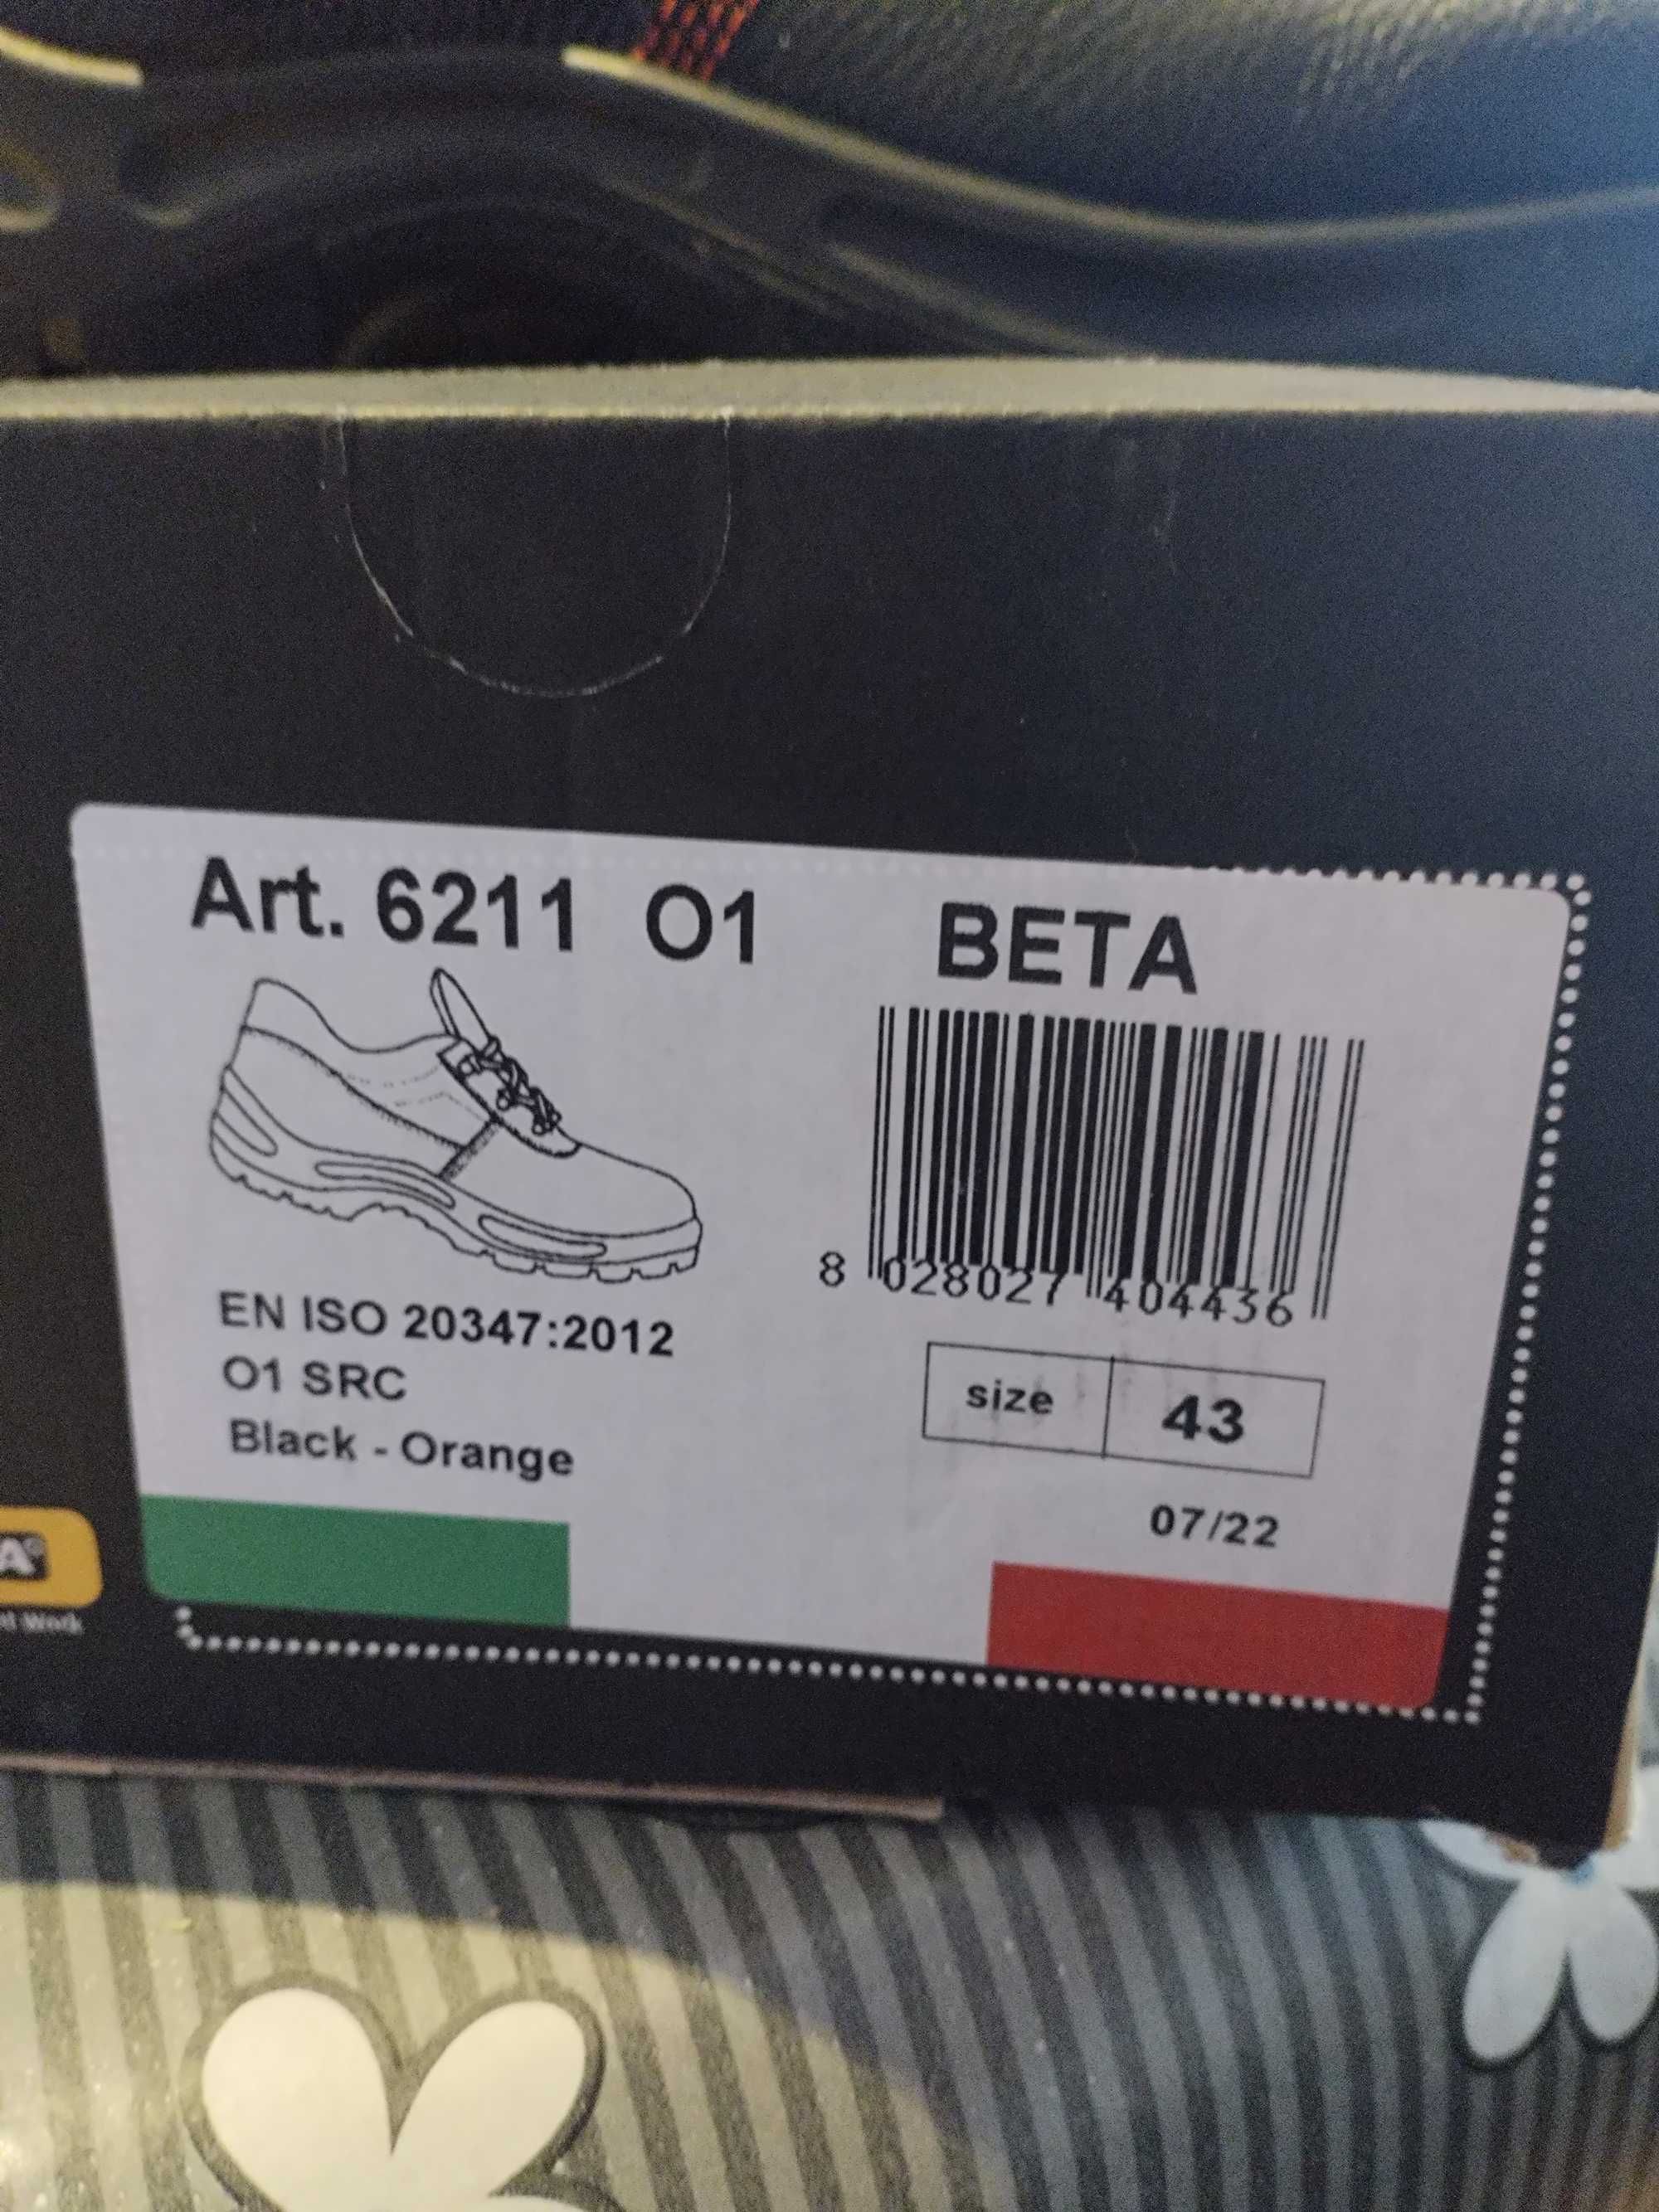 Art. 6211 O1 BETA
8 028027 404436
EN ISO 20347:2012
O1 SRC
Black - Orange
size 43
07/22
A®
Work